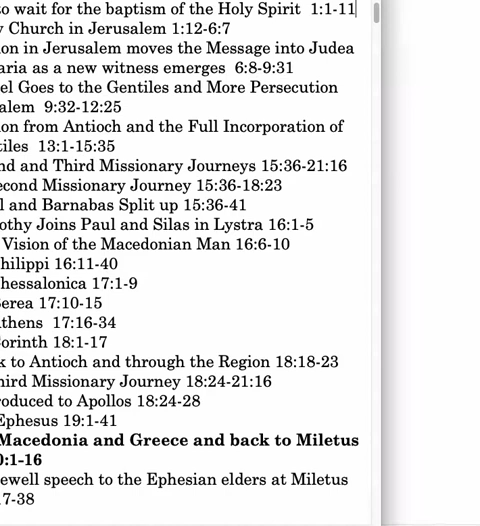 to wait for the baptism of the Holy Spirit 1:1-11
Church in Jerusalem 1:12-6:7
on in Jerusalem moves the Message into Judea
aria as a new witness emerges 6:8-9:31
el Goes to the Gentiles and More Persecution
alem 9:32-12:25
on from Antioch and the Full Incorporation of
tiles 13:1-15:35
nd and Third Missionary Journeys 15:36-21:16
econd Missionary Journey 15:36-18:23
l and Barnabas Split up 15:36-41
othy Joins Paul and Silas in Lystra 16:1-5
Vision of the Macedonian Man 16:6-10
hilippi 16:11-40
hessalonica 17:1-9
erea 17:10-15
thens 17:16-34
orinth 18:1-17
k to Antioch and through the Region 18:18-23
hird Missionary Journey 18:24-21:16
roduced to Apollos 18:24-28
Ephesus 19:1-41
Macedonia and Greece and back to Miletus
0:1-16
ewell speech to the Ephesian elders at Miletus
7-38